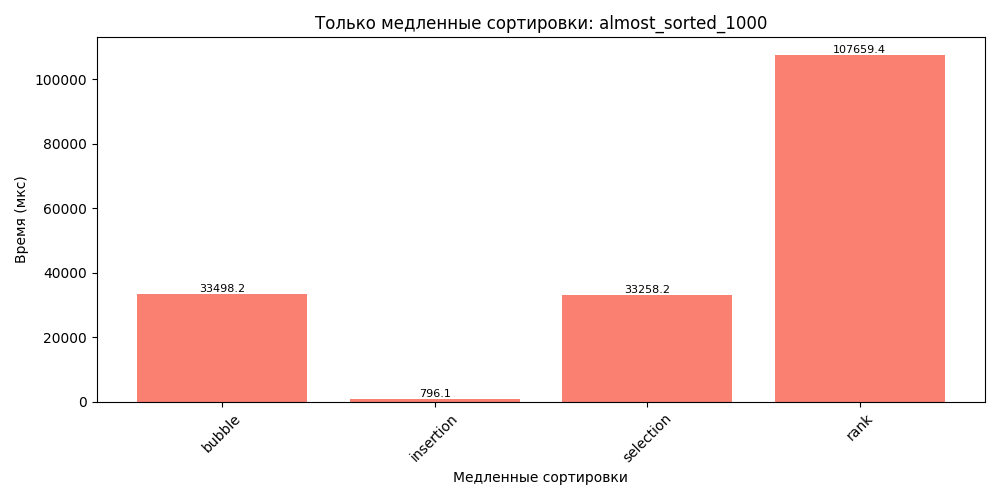 Только медленные сортировки: almost_sorted_1000
Время (мкс)
100000
80000
60000
40000
20000
0
33498.2
796.1
33258.2
107659.4
bubble
insertion
selection
rank
Медленные сортировки